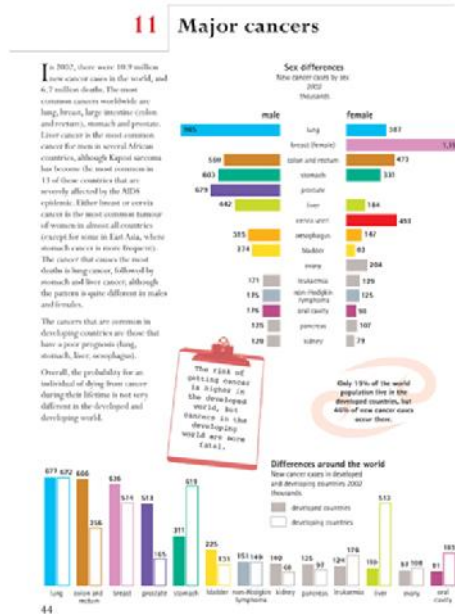 11 Major cancers
In 2002, there were 10.9 million
new cancer cases in the world, and
6.7 million deaths. The most
common cancers worldwide are
lung, breast, large intestine (colon
and rectum), stomach and prostate.
Liver cancer is the most common
cancer for men in several African
countries, although Kaposi sarcoma
has become the most common in
13 of those countries that are
severely affected by the AIDS
epidemic. Either breast or cervix
cancer is the most common tumour
of women in almost all countries
(except for some in East Asia, where
stomach cancer is more frequent).
The cancer that causes the most
deaths is lung cancer, followed by
stomach and liver cancer, although
the pattern is quite different in males
and females.
The cancers that are common in
developing countries are those that
have a poor prognosis (lung,
stomach, liver, oesophagus).
Overall, the probability for an
individual of dying from cancer
during their lifetime is not very
different in the developed and
developing world.
Sex differences
New cancer cases by sex
2002
thousands
male female
965 lung 387
breast (female)
550 colon and rectum 473
603 stomach 331
679 prostate
442 liver 184
cervix uteri 493
315 oesophagus 147
274 bladder 83
ovary 204
171 leukaemia 129
175 non-Hodgkin lymphoma 125
176 oral cavity 98
125 pancreas 107
129 kidney 79
The risk of
getting cancer
is higher in
the developed
world, but
cancers in the
developing
world are more
fatal.
Only 19% of the world
population live in the
developed countries, but
46% of new cancer cases
occur there.
Differences around the world
New cancer cases in developed
and developing countries 2002
thousands
developed countries
developing countries
677 672 666 356 636 514 513 165 311 619 225 131 151 149 125 124 176 513
lung
colon and rectum
breast
prostate
stomach
bladder
non-Hodgkin lymphoma
kidney
pancreas
leukaemia
liver
ovary
oral cavity
44